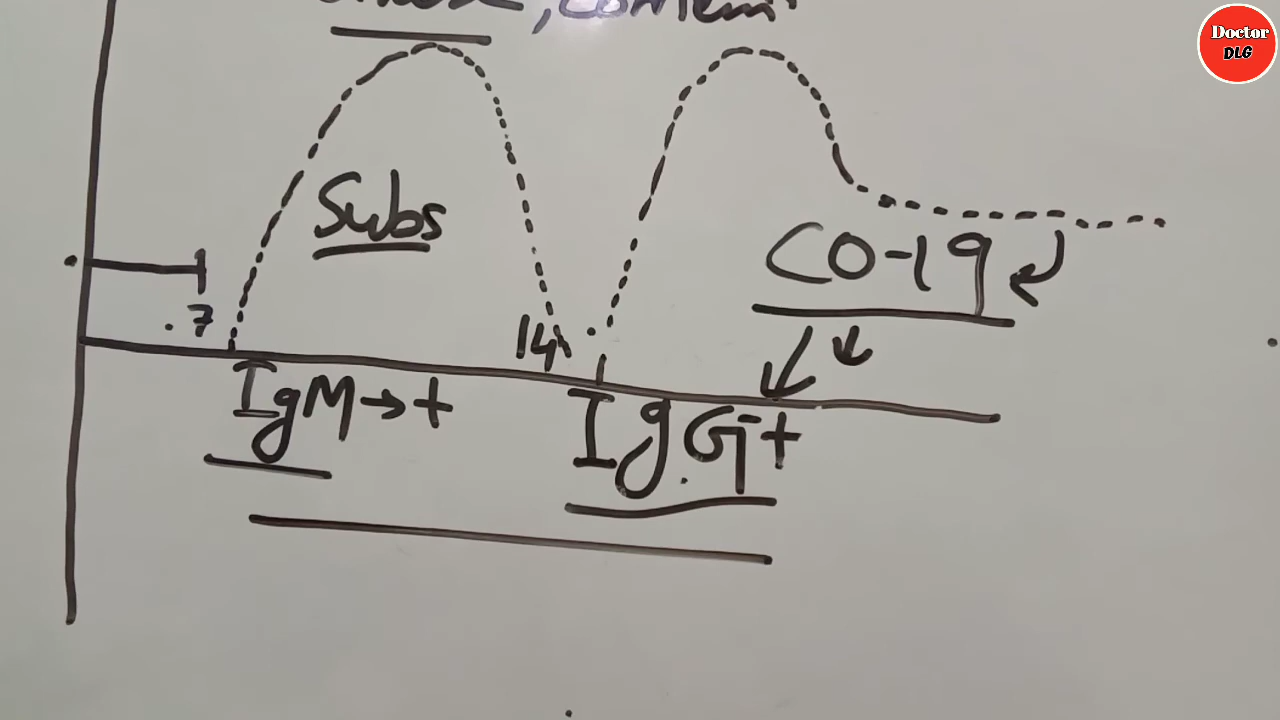 Doctor
DLG
Subs
CO-19
.7
14
IgM→+
IgG+